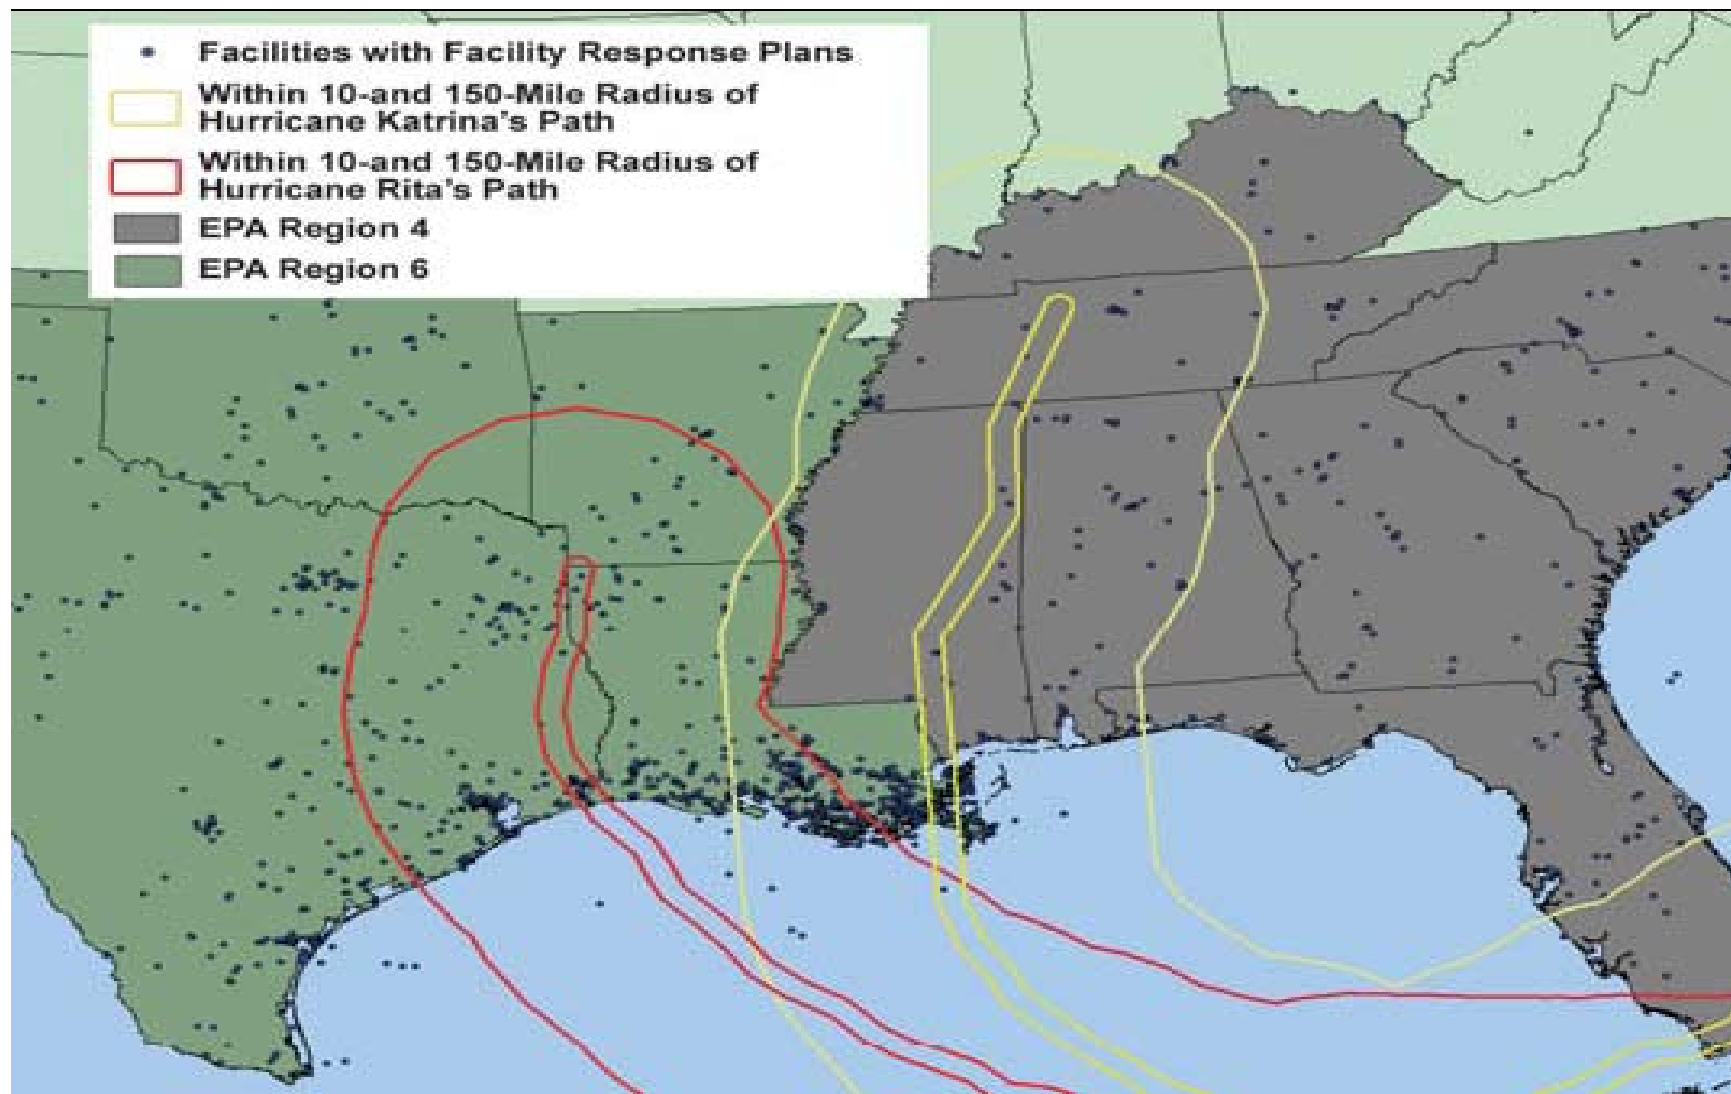 Facilities with Facility Response Plans
Within 10-and 150-Mile Radius of
Hurricane Katrina's Path
Within 10-and 150-Mile Radius of
Hurricane Rita's Path
EPA Region 4
EPA Region 6